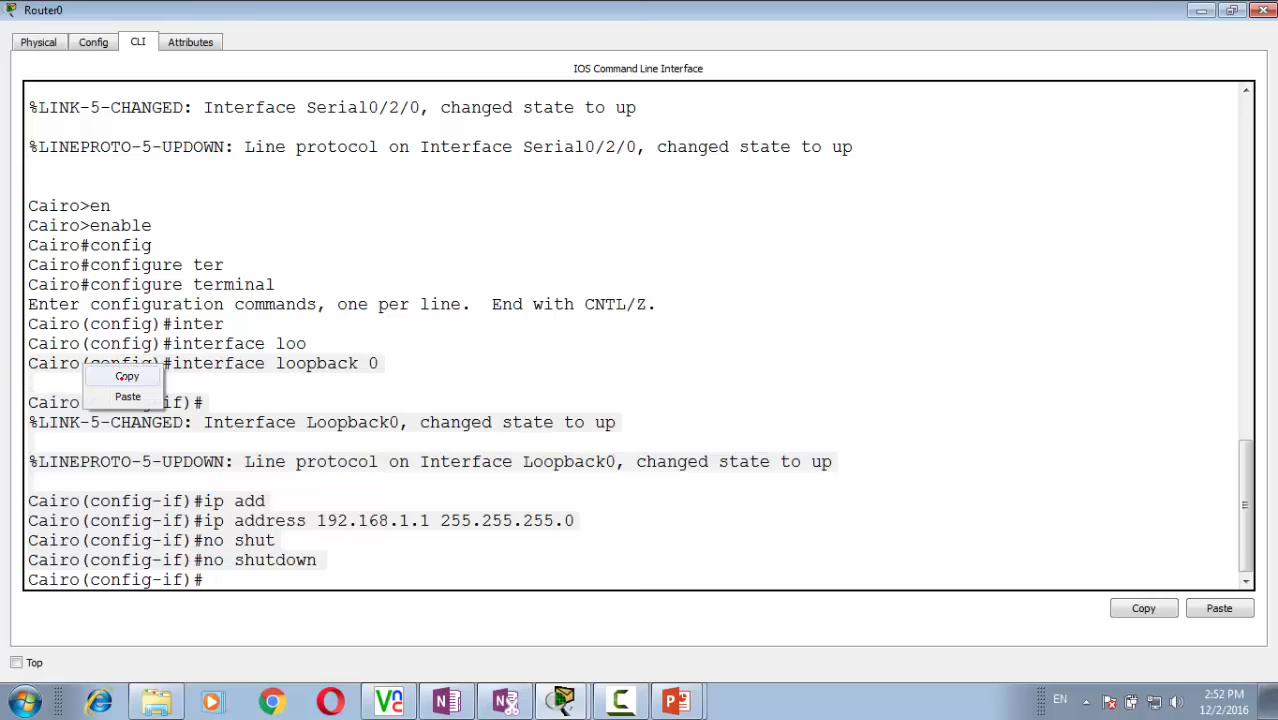 Router0
Physical Config CLI Attributes
IOS Command Line Interface
%LINK-5-CHANGED: Interface Serial0/2/0, changed state to up
%LINEPROTO-5-UPDOWN: Line protocol on Interface Serial0/2/0, changed state to up
Cairo>en
Cairo>enable
Cairo#config
Cairo#configure ter
Cairo#configure terminal
Enter configuration commands, one per line.  End with CNTL/Z.
Cairo(config)#inter
Cairo(config)#interface loo
Cairo(config)#interface loopback 0
Copy
Paste
Cairo if)#
%LINK-5-CHANGED: Interface Loopback0, changed state to up
%LINEPROTO-5-UPDOWN: Line protocol on Interface Loopback0, changed state to up
Cairo(config-if)#ip add
Cairo(config-if)#ip address 192.168.1.1 255.255.255.0
Cairo(config-if)#no shut
Cairo(config-if)#no shutdown
Cairo(config-if)#
Copy Paste
Top
EN 2:52 PM
12/2/2016